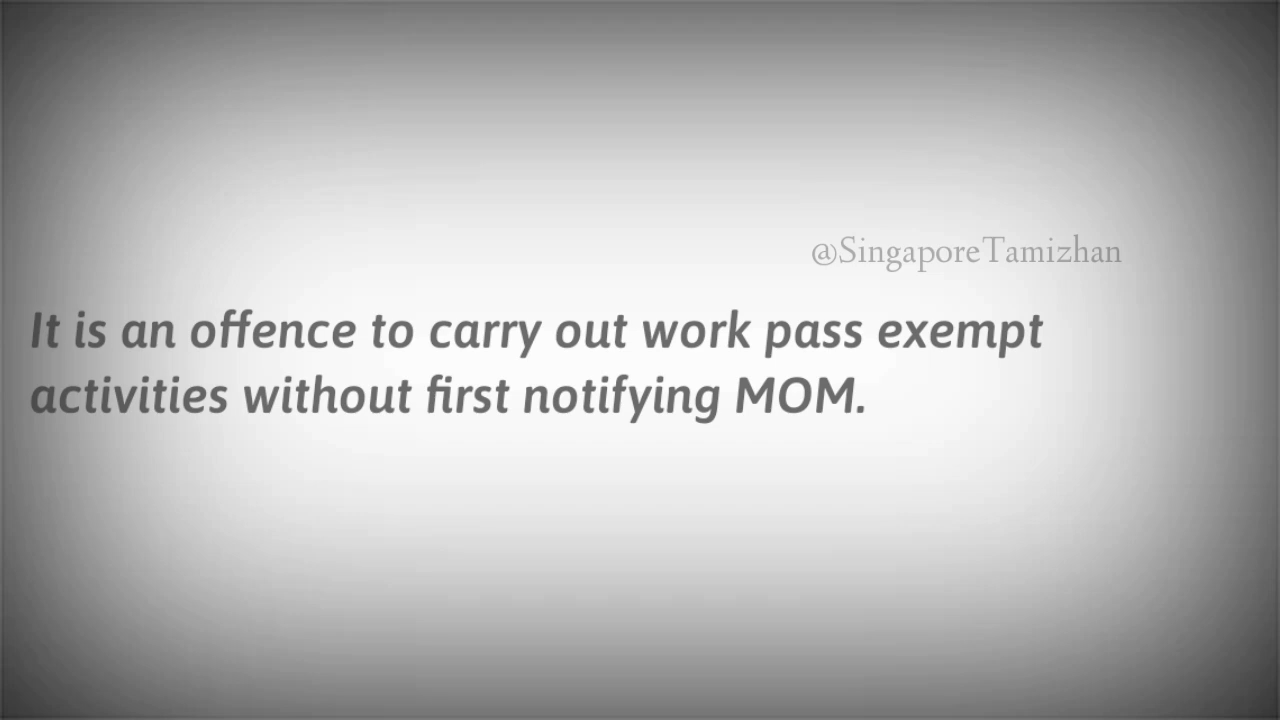 @SingaporeTamizhan
It is an offence to carry out work pass exempt
activities without first notifying MOM.